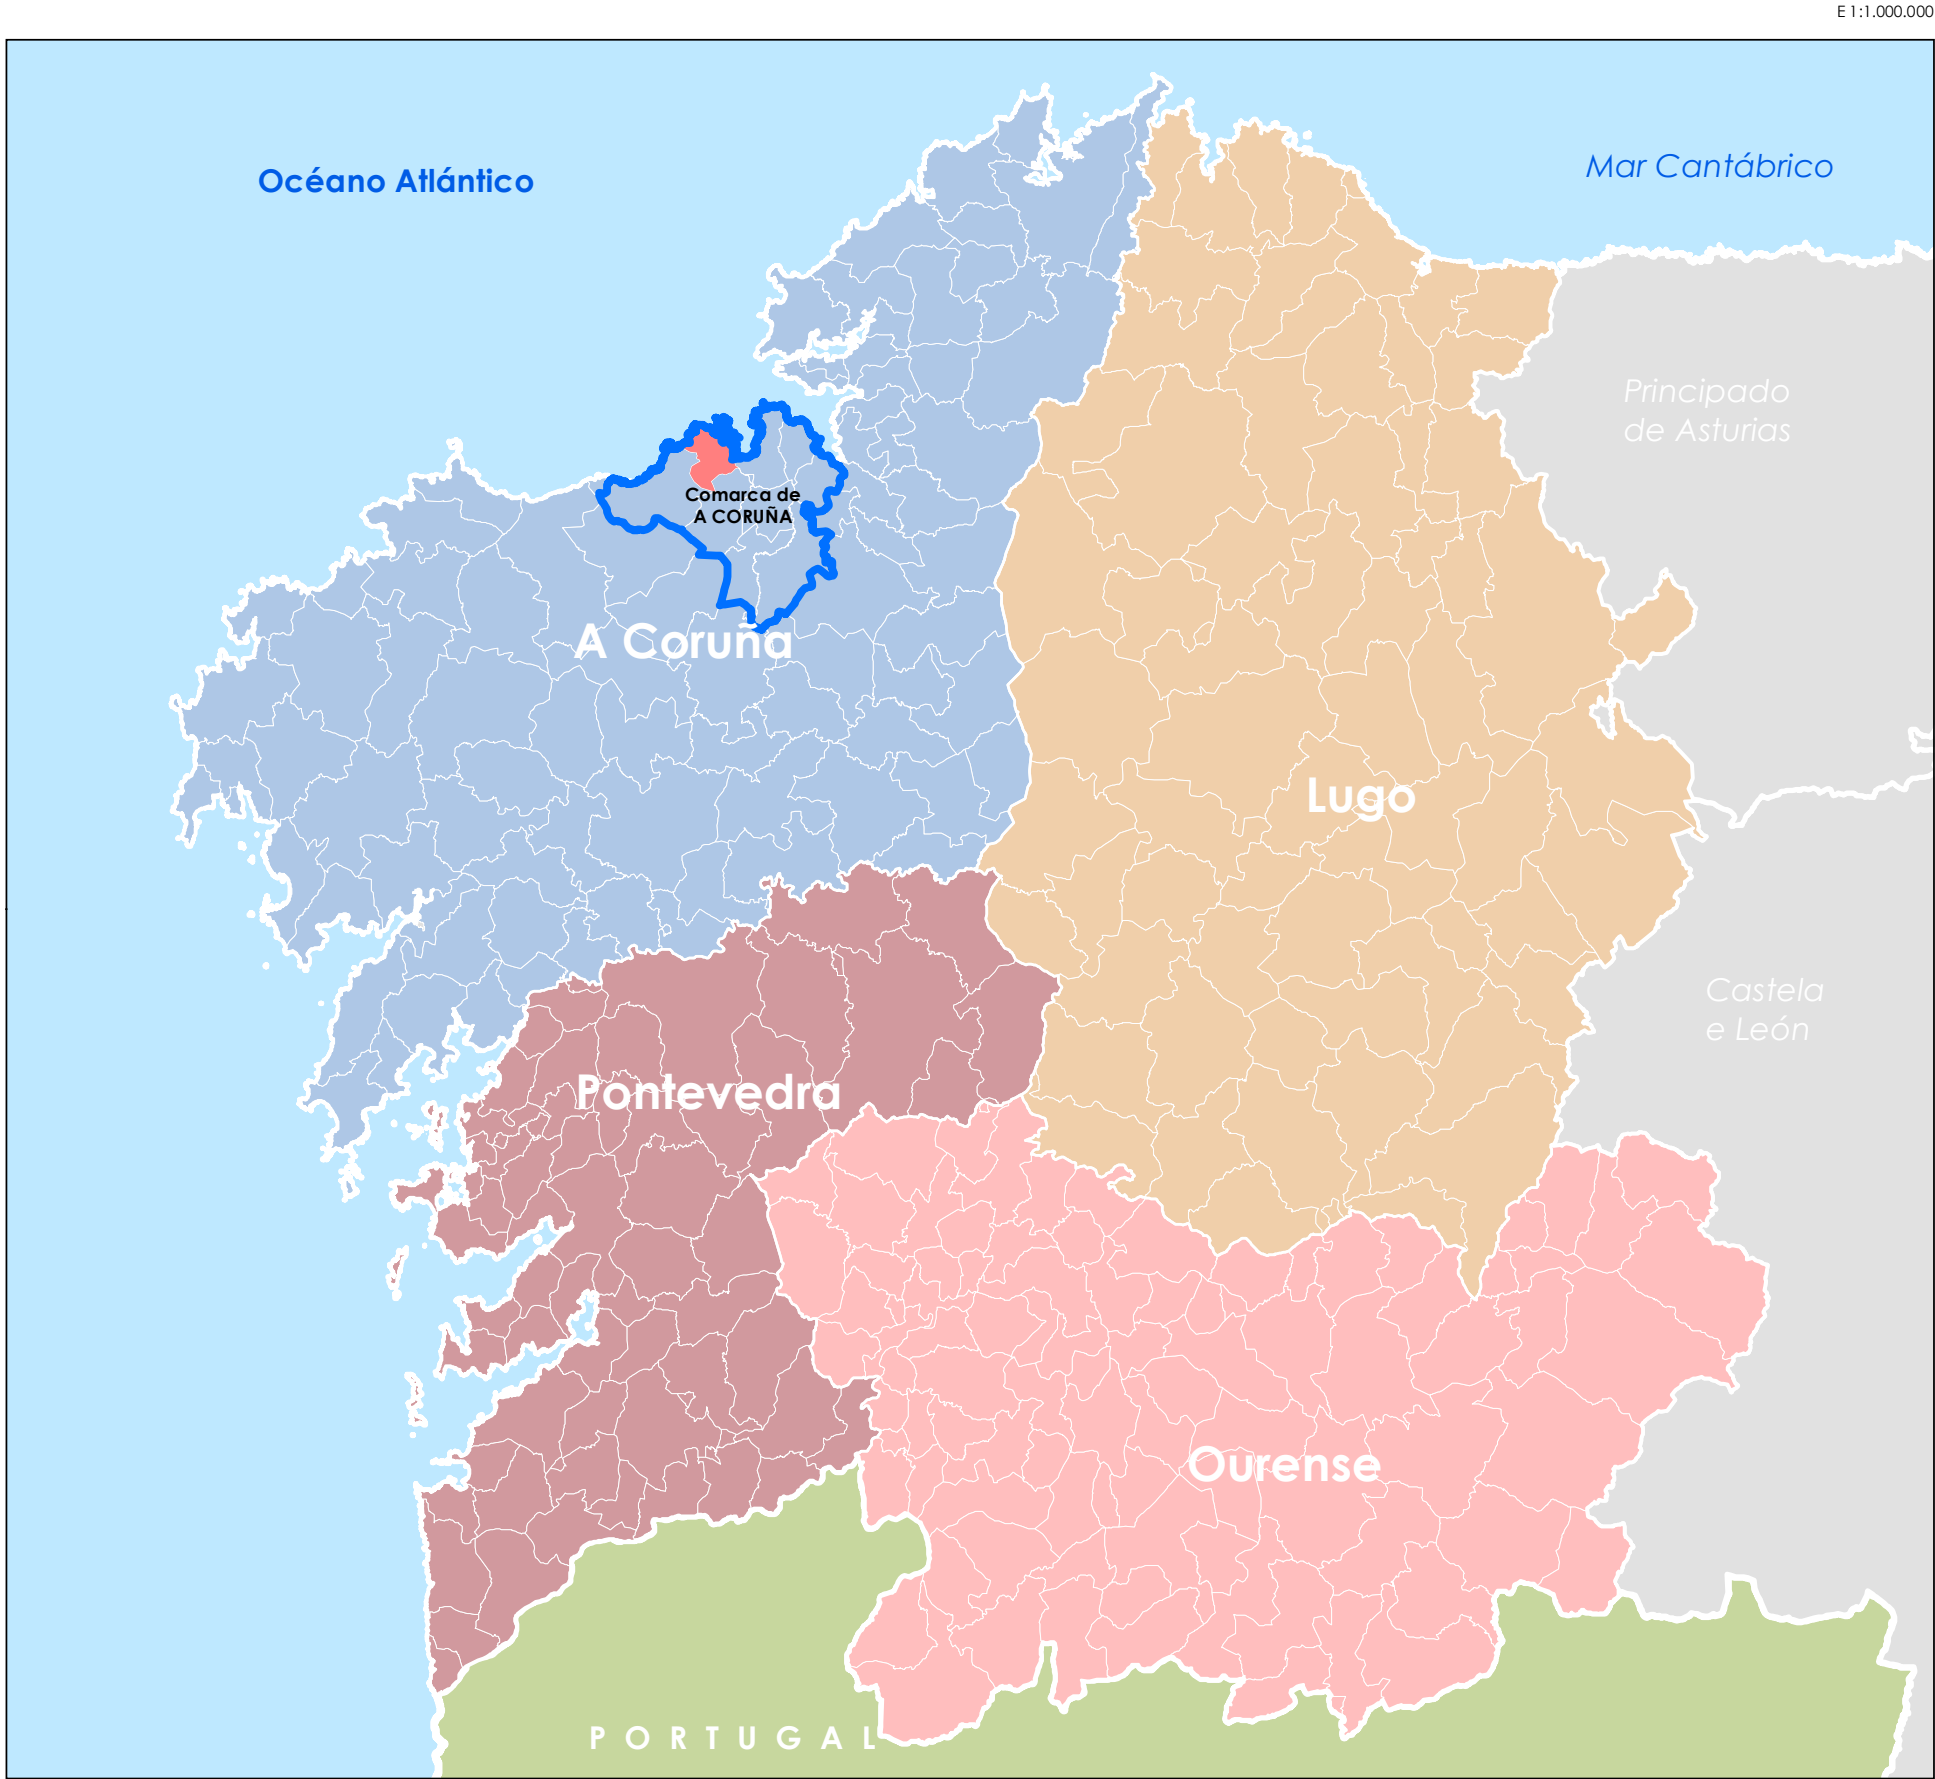 E 1:1.000.000
Océano Atlántico
Mar Cantábrico
Principado
de Asturias
Comarca de
A CORUÑA
A Coruña
Lugo
Castela
e León
Pontevedra
Ourense
PORTUGAL